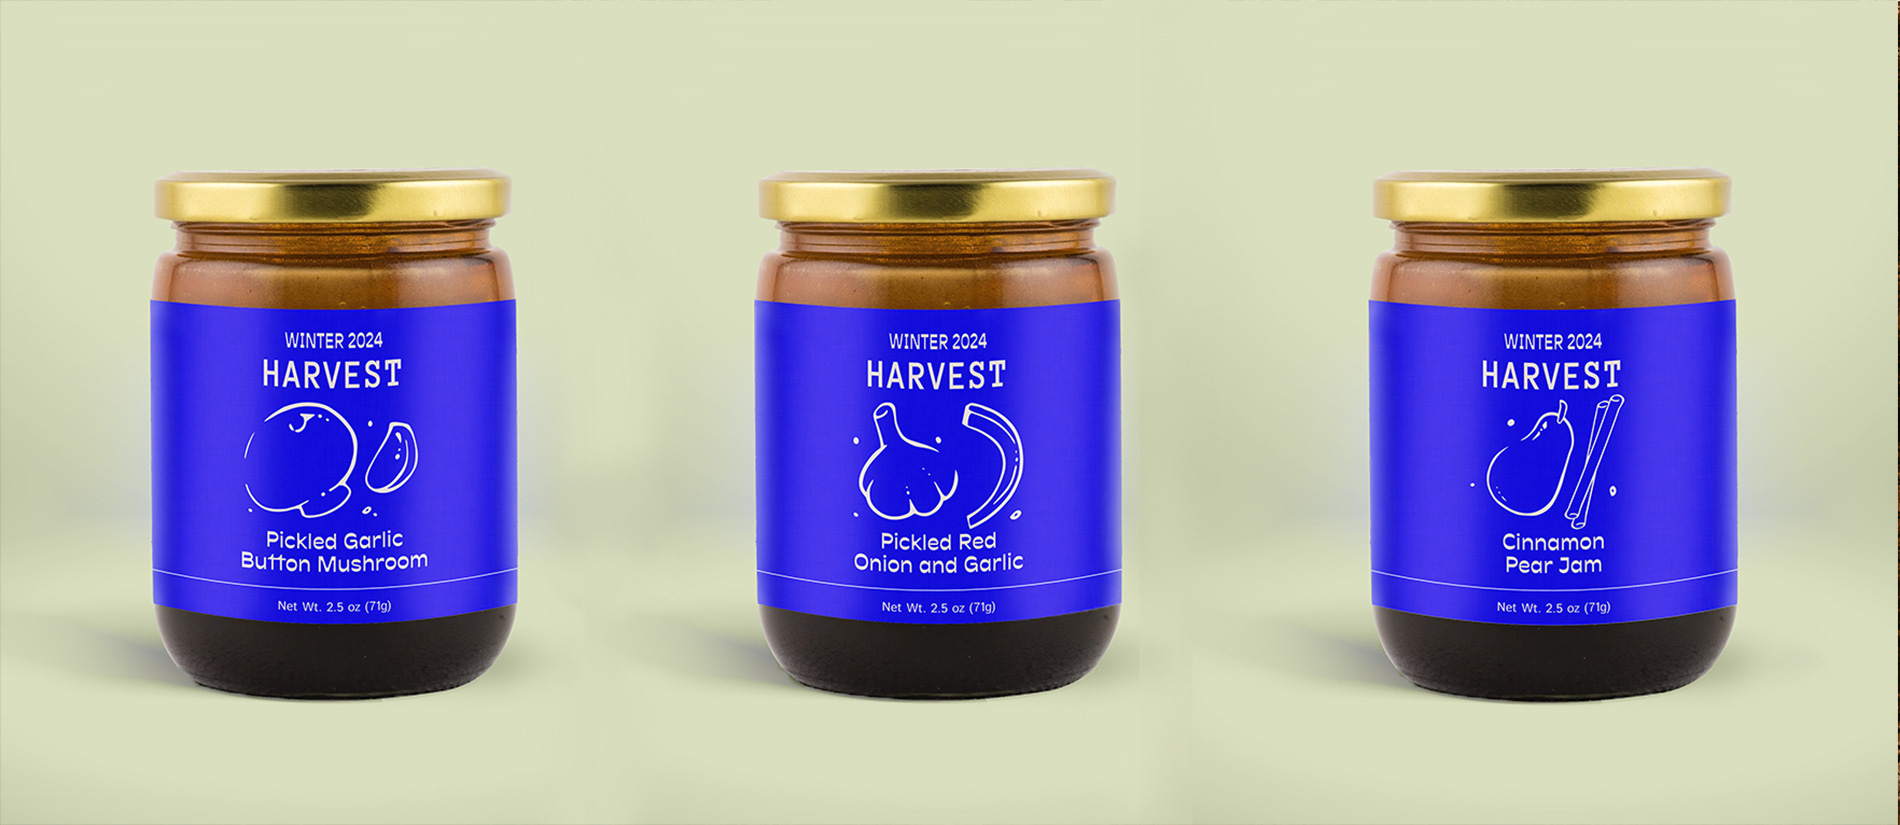 WINTER 2024
HARVEST
Pickled Garlic
Button Mushroom
Net Wt. 2.5 oz (71g)
WINTER 2024
HARVEST
Pickled Red
Onion and Garlic
Net Wt. 2.5 oz (71g)
WINTER 2024
HARVEST
Cinnamon
Pear Jam
Net Wt. 2.5 oz (71g)